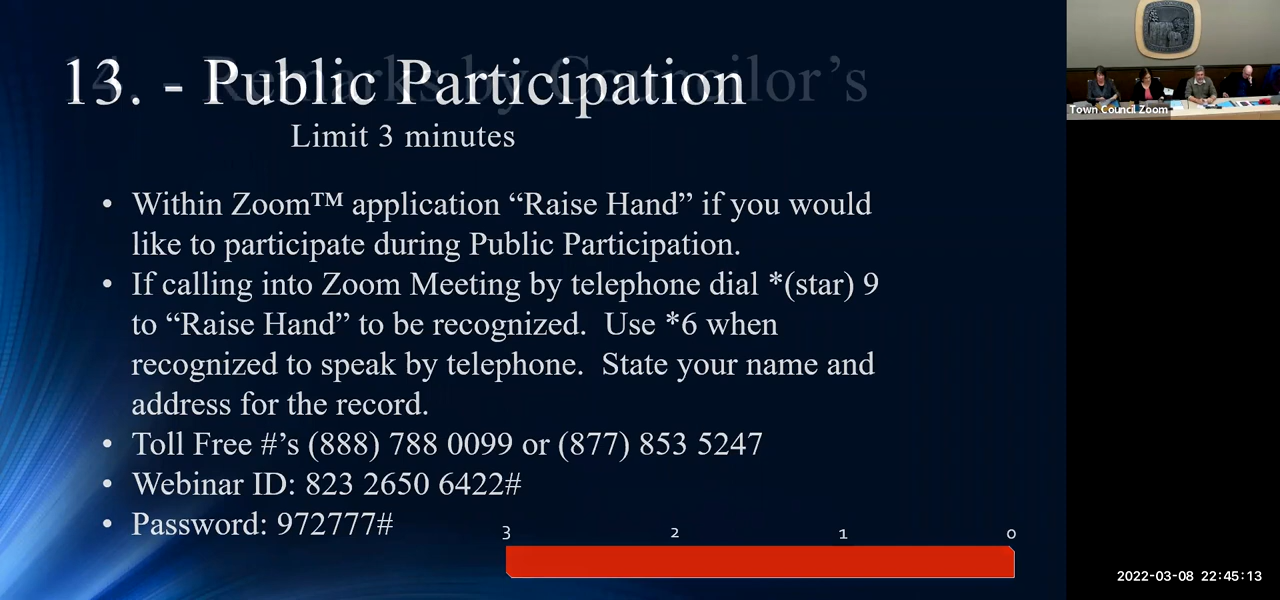 13. - Public Participation
Remarks by Councilor’s
Limit 3 minutes
• Within Zoom™ application “Raise Hand” if you would
like to participate during Public Participation.
• If calling into Zoom Meeting by telephone dial *(star) 9
to “Raise Hand” to be recognized.  Use *6 when
recognized to speak by telephone.  State your name and
address for the record.
• Toll Free #’s (888) 788 0099 or (877) 853 5247
• Webinar ID: 823 2650 6422#
• Password: 972777#
3 2 1 0
Town Council Zoom
2022-03-08 22:45:13